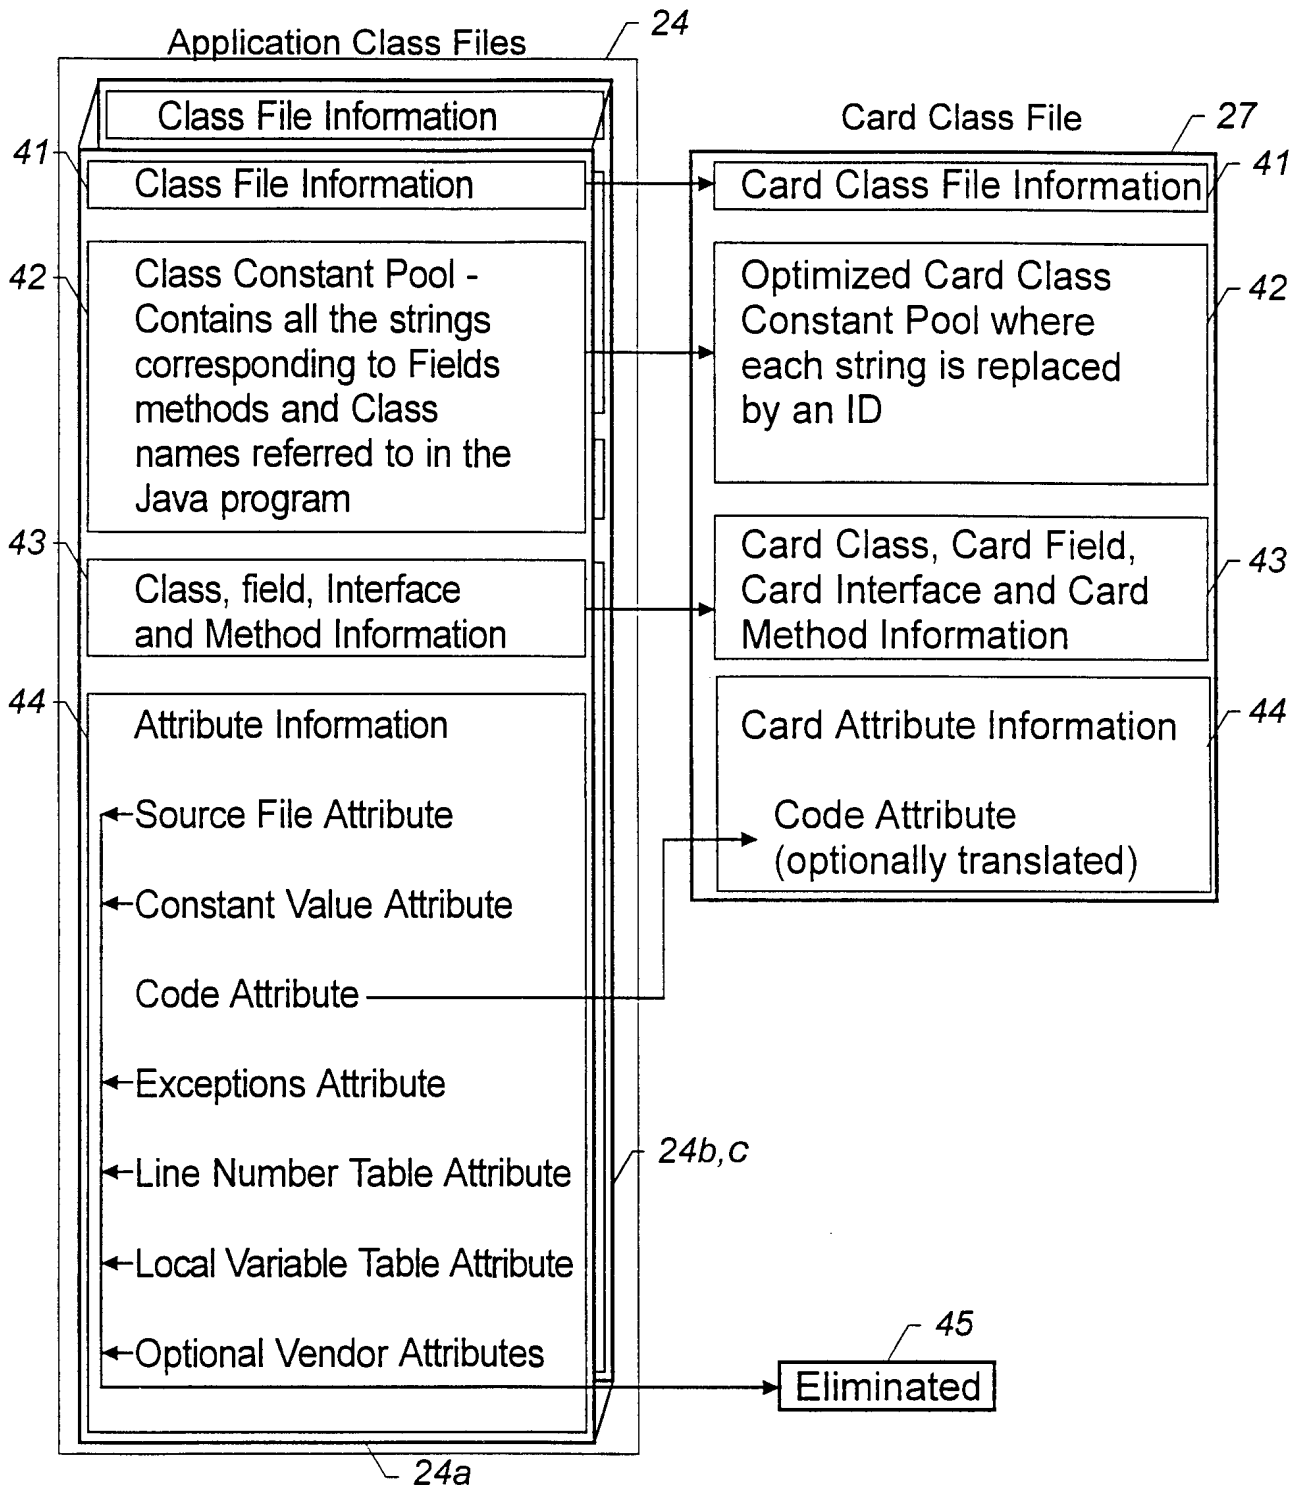 24
Application Class Files
Class File Information
Card Class File
27
41
Class File Information
Card Class File Information
41
42
Class Constant Pool -
Contains all the strings
corresponding to Fields
methods and Class
names referred to in the
Java program
Optimized Card Class
Constant Pool where
each string is replaced
by an ID
42
43
Class, field, Interface
and Method Information
Card Class, Card Field,
Card Interface and Card
Method Information
43
44
Attribute Information
Source File Attribute
Constant Value Attribute
Code Attribute
Exceptions Attribute
Line Number Table Attribute
Local Variable Table Attribute
Optional Vendor Attributes
Card Attribute Information
Code Attribute
(optionally translated)
44
24b,c
45
Eliminated
24a